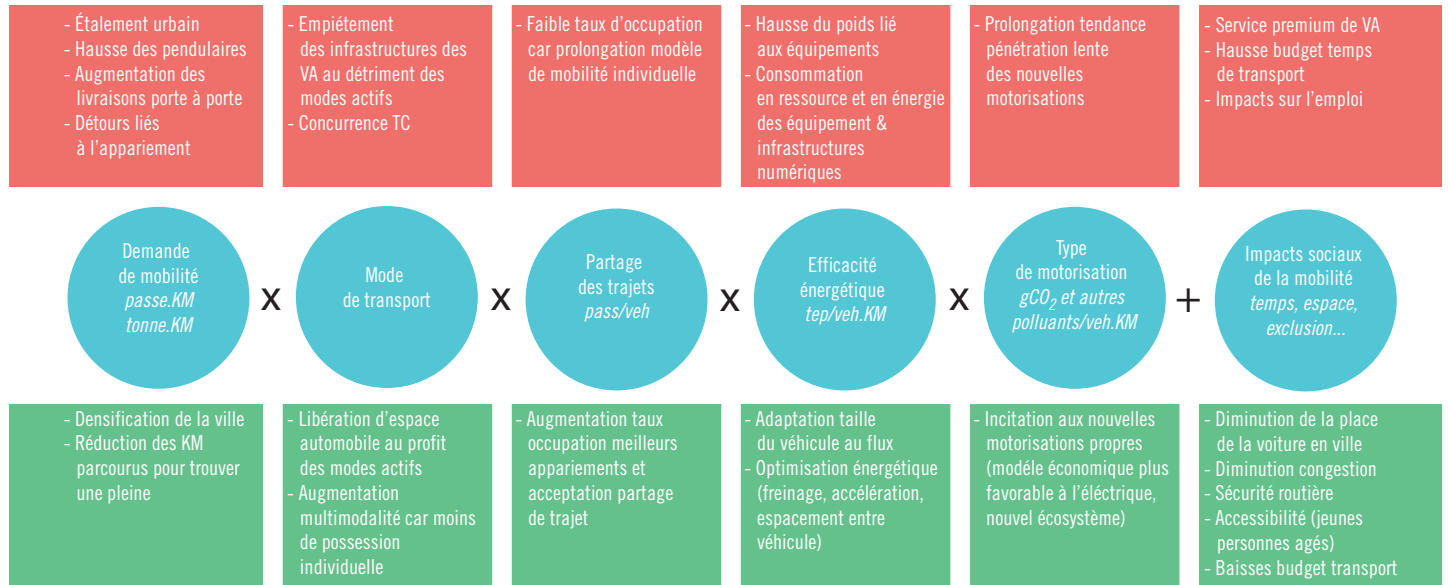 - Étalement urbain
- Hausse des pendulaires
- Augmentation des
livraisons porte à porte
- Détours liés
à l'appariement
- Empiétement
des infrastructures des
VA au détriment des
modes actifs
- Concurrence TC
- Faible taux d'occupation
car prolongation modèle
de mobilité individuelle
- Hausse du poids lié
aux équipements
- Consommation
en ressource et en énergie
des équipement &
infrastructures
numériques
- Prolongation tendance
pénétration lente
des nouvelles
motorisations
- Service premium de VA
- Hausse budget temps
de transport
- Impacts sur l'emploi
Demande
de mobilité
passe.KM
tonne.KM
x
Mode
de transport
x
Partage
des trajets
pass/veh
x
Efficacité
énergétique
tep/veh.KM
x
Type
de motorisation
gCO2 et autres
polluants/veh.KM
+
Impacts sociaux
de la mobilité
temps, espace,
exclusion...
- Densification de la ville
- Réduction des KM
parcourus pour trouver
une pleine
- Libération d'espace
automobile au profit
des modes actifs
- Augmentation
multimodalité car moins
de possession
individuelle
- Augmentation taux
occupation meilleurs
appariements et
acceptation partage
de trajet
- Adaptation taille
du véhicule au flux
- Optimisation énergétique
(freinage, accélération,
espacement entre
véhicule)
- Incitation aux nouvelles
motorisations propres
(modéle économique plus
favorable à l'éléctrique,
nouvel écosystème)
- Diminution de la place
de la voiture en ville
- Diminution congestion
- Sécurité routière
- Accessibilité (jeunes
personnes agés)
- Baisses budget transport